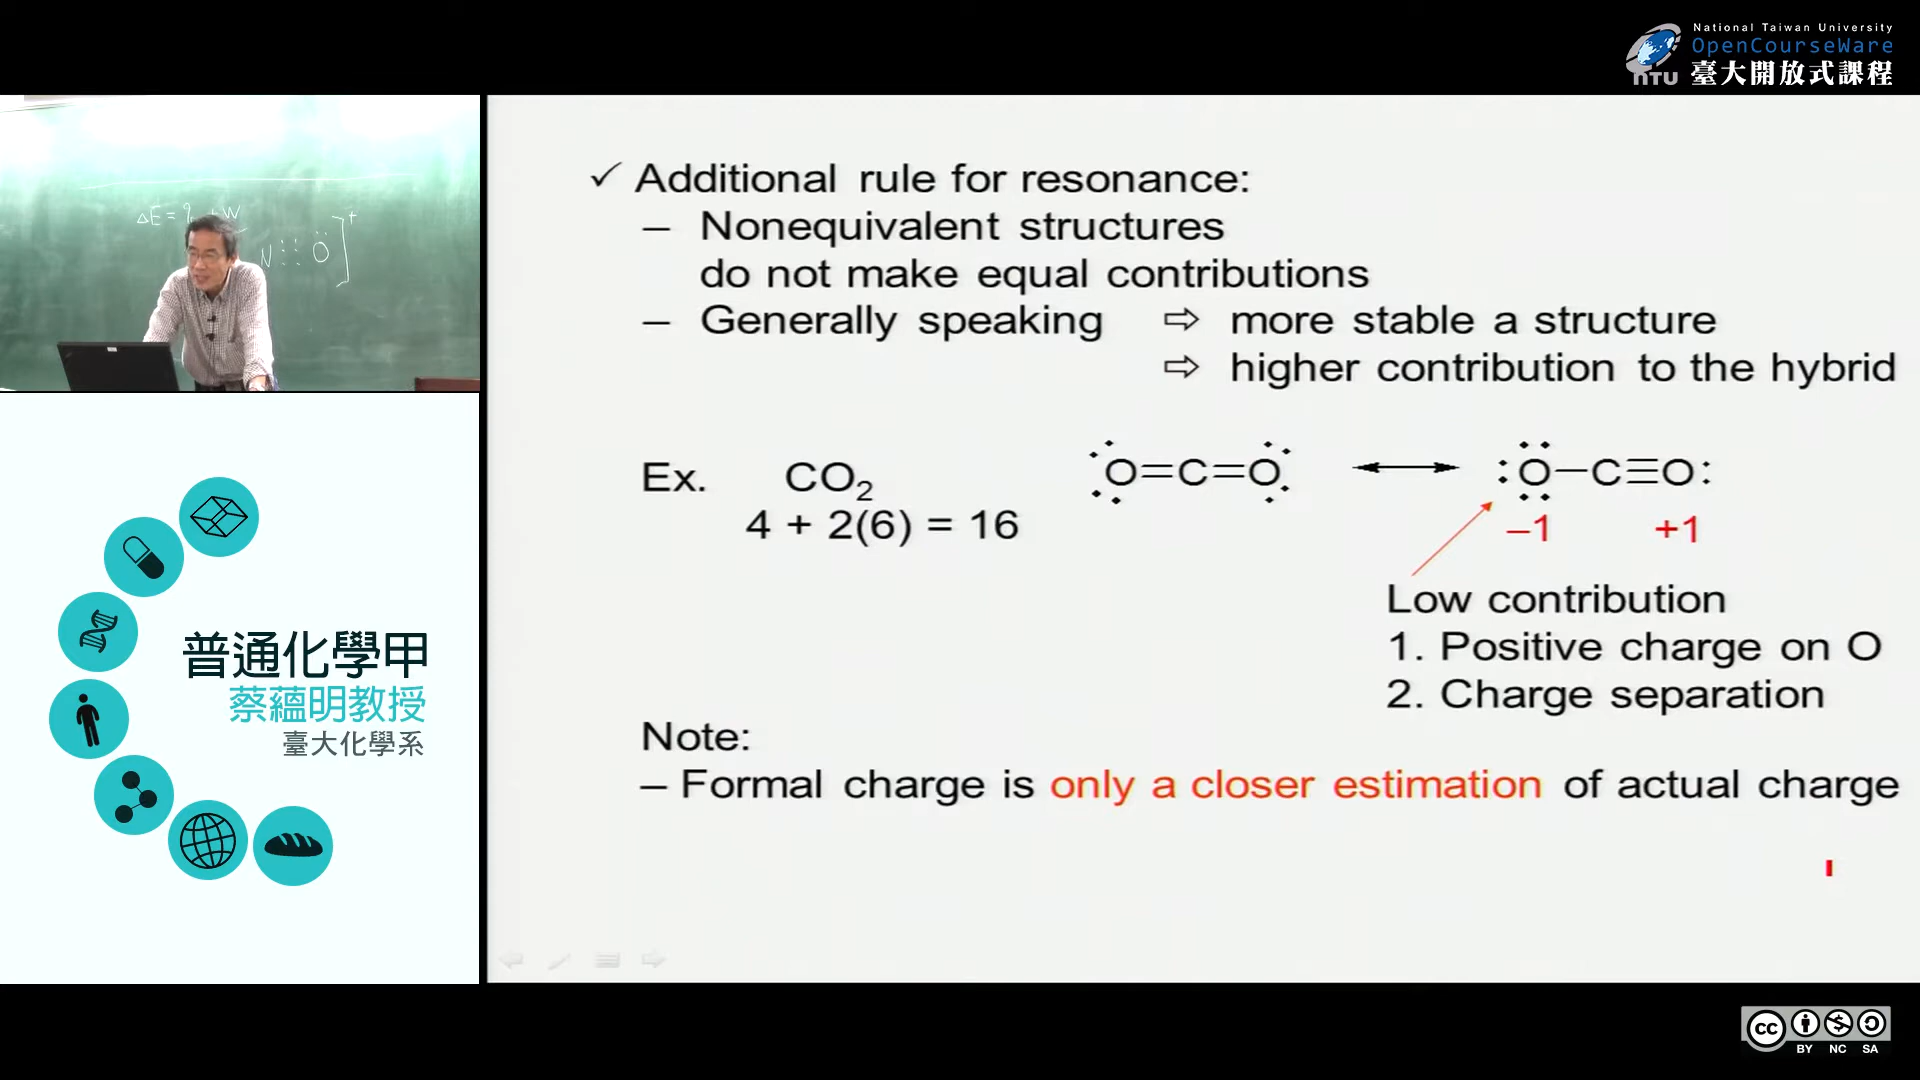 National Taiwan University
OpenCourseWare
NTU 臺大開放式課程
ΔE = q + W
N O ]+
普通化學甲
蔡蘊明教授
臺大化學系
✓ Additional rule for resonance:
– Nonequivalent structures
do not make equal contributions
– Generally speaking ⇨ more stable a structure
⇨ higher contribution to the hybrid
Ex. CO2 O=C=O ↔ :O–C≡O:
4 + 2(6) = 16 –1 +1
Low contribution
1. Positive charge on O
2. Charge separation
Note:
– Formal charge is only a closer estimation of actual charge
cc BY NC SA